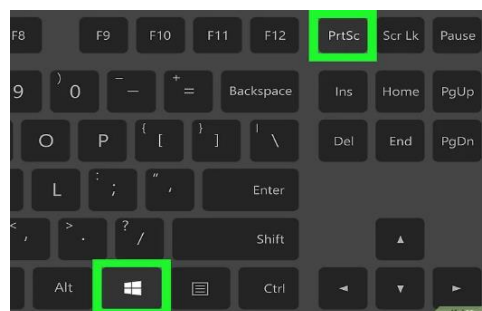 F8 F9 F10 F11 F12 PrtSc Scr Lk Pause
9 ) 0 _ - + = Backspace Ins Home PgUp
O P { [ } ] | \ Del End PgDn
L : ; " ' Enter
< , > . ? / Shift
Alt Ctrl